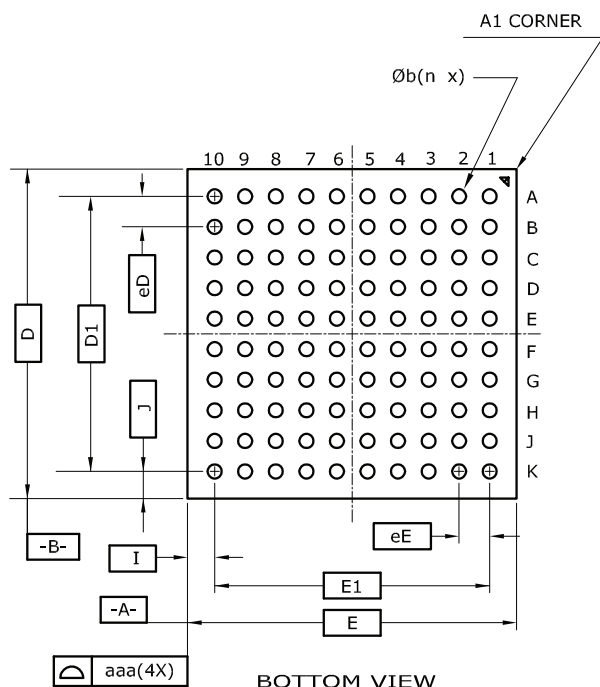 A1 CORNER
Øb(n x)
10 9 8 7 6 5 4 3 2 1
A
B
C
D
E
F
G
H
J
K
eD
D
D1
J
-B-
I
eE
E1
-A-
E
aaa(4X)
BOTTOM VIEW